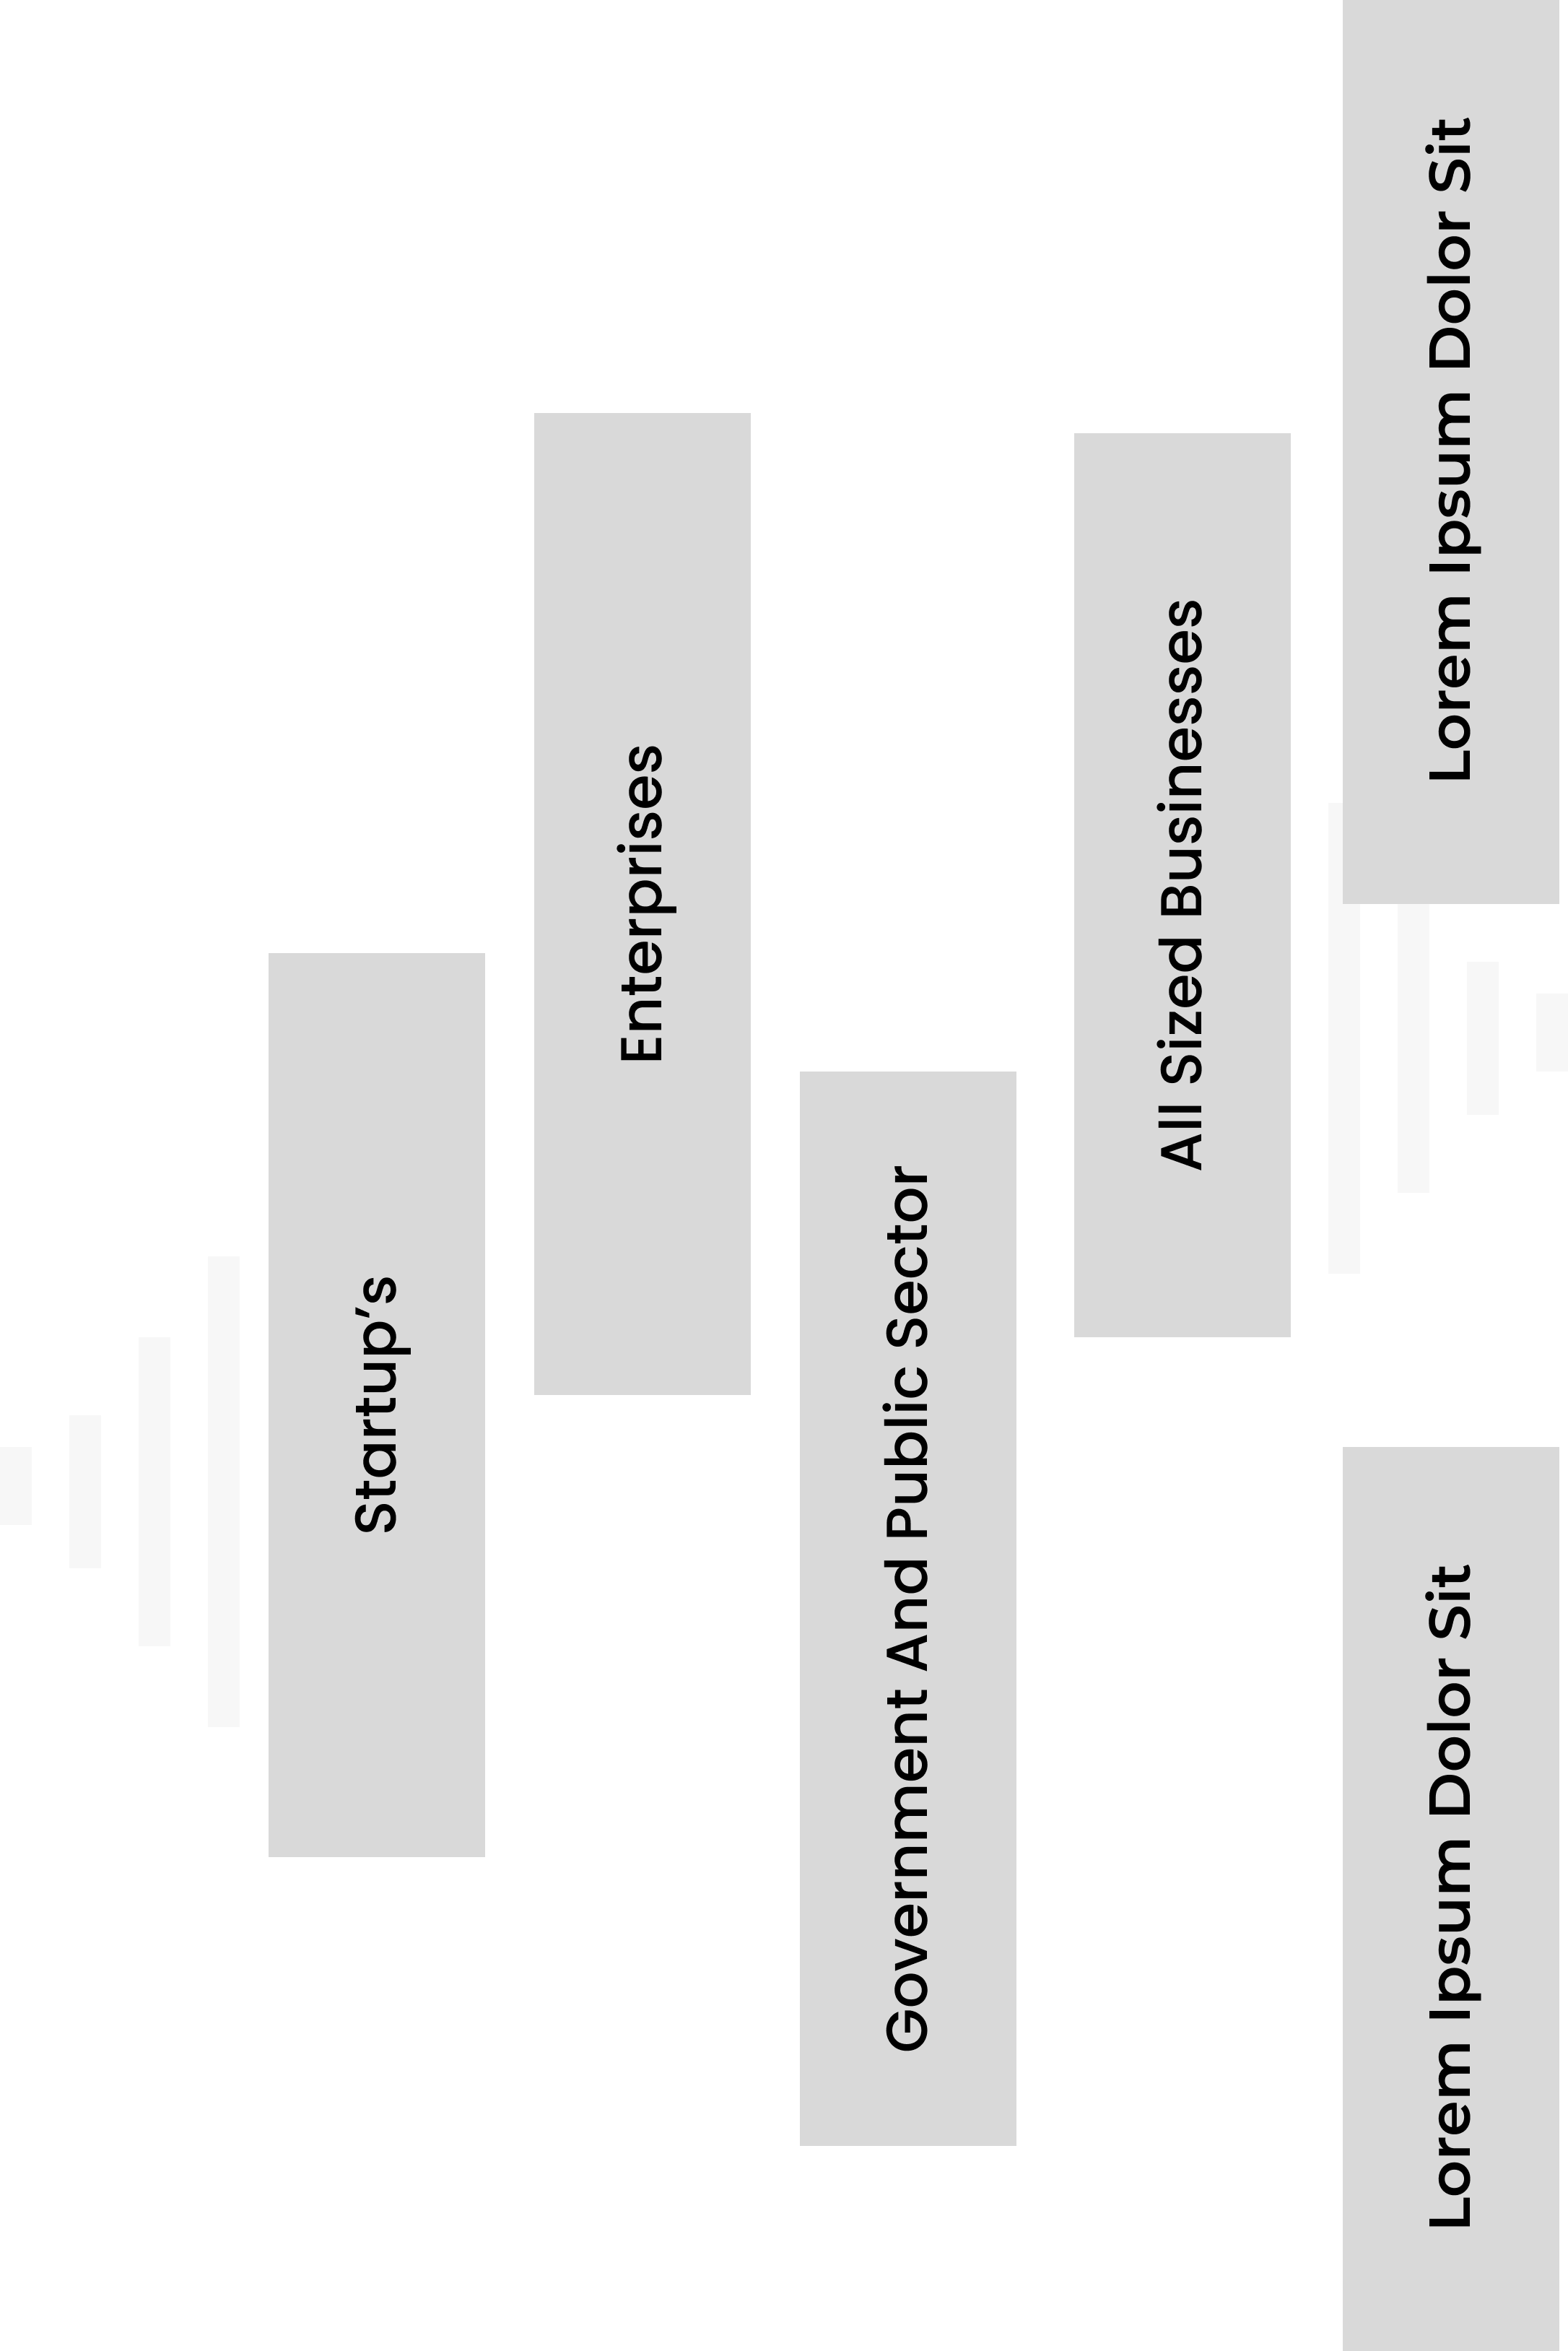 Startup’s
Enterprises
Government And Public Sector
All Sized Businesses
Lorem Ipsum Dolor Sit
Lorem Ipsum Dolor Sit